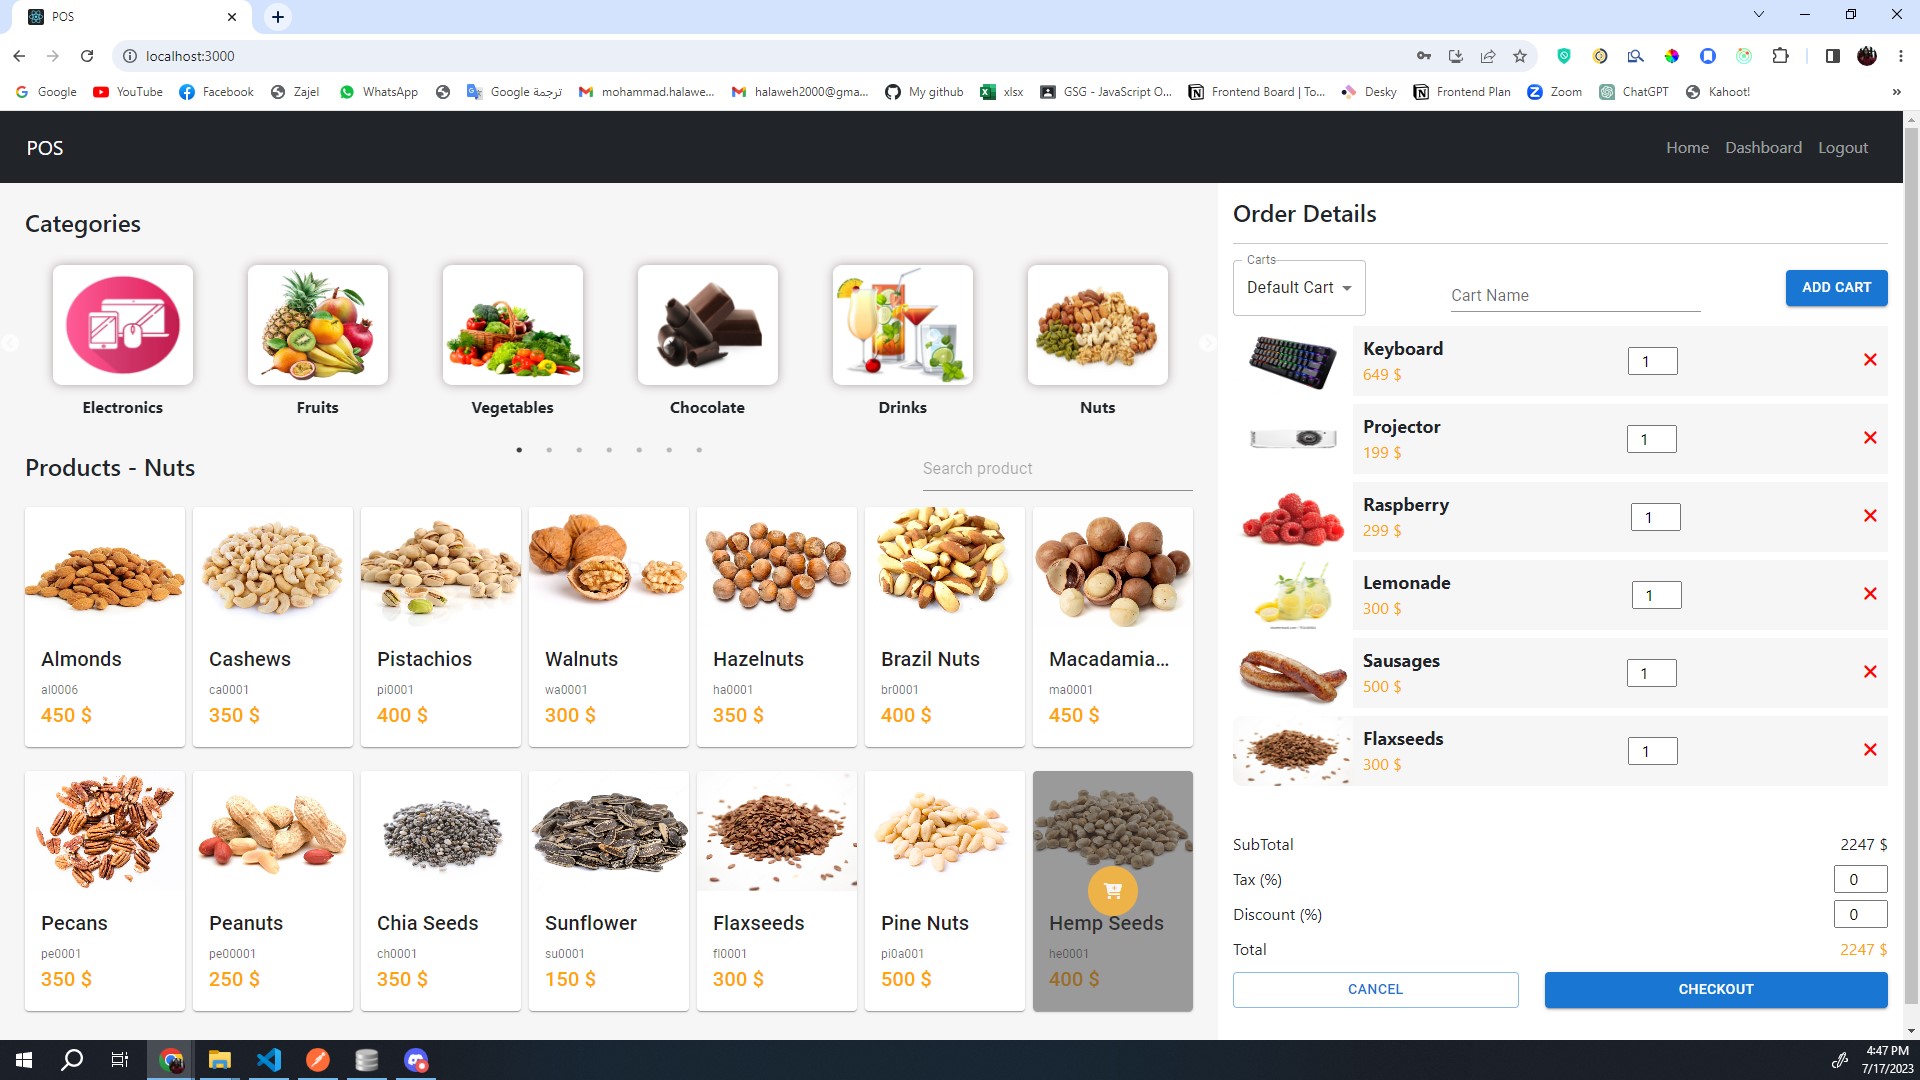 POS
localhost:3000
Google
YouTube
Facebook
Zajel
WhatsApp
Google ترجمة
mohammad.halawe...
halaweh2000@gma...
My github
xlsx
GSG - JavaScript O...
Frontend Board | To...
Desky
Frontend Plan
Zoom
ChatGPT
Kahoot!
POS
Home
Dashboard
Logout
Categories
Electronics
Fruits
Vegetables
Chocolate
Drinks
Nuts
Products - Nuts
Search product
Almonds
al0006
450 $
Cashews
ca0001
350 $
Pistachios
pi0001
400 $
Walnuts
wa0001
300 $
Hazelnuts
ha0001
350 $
Brazil Nuts
br0001
400 $
Macadamia...
ma0001
450 $
Pecans
pe0001
350 $
Peanuts
pe00001
250 $
Chia Seeds
ch0001
350 $
Sunflower
su0001
150 $
Flaxseeds
fl0001
300 $
Pine Nuts
pi0a001
500 $
Hemp Seeds
he0001
400 $
Order Details
Carts
Default Cart
Cart Name
ADD CART
Keyboard
649 $
1
Projector
199 $
1
Raspberry
299 $
1
Lemonade
300 $
1
Sausages
500 $
1
Flaxseeds
300 $
1
SubTotal
2247 $
Tax (%)
0
Discount (%)
0
Total
2247 $
CANCEL
CHECKOUT
4:47 PM
7/17/2023